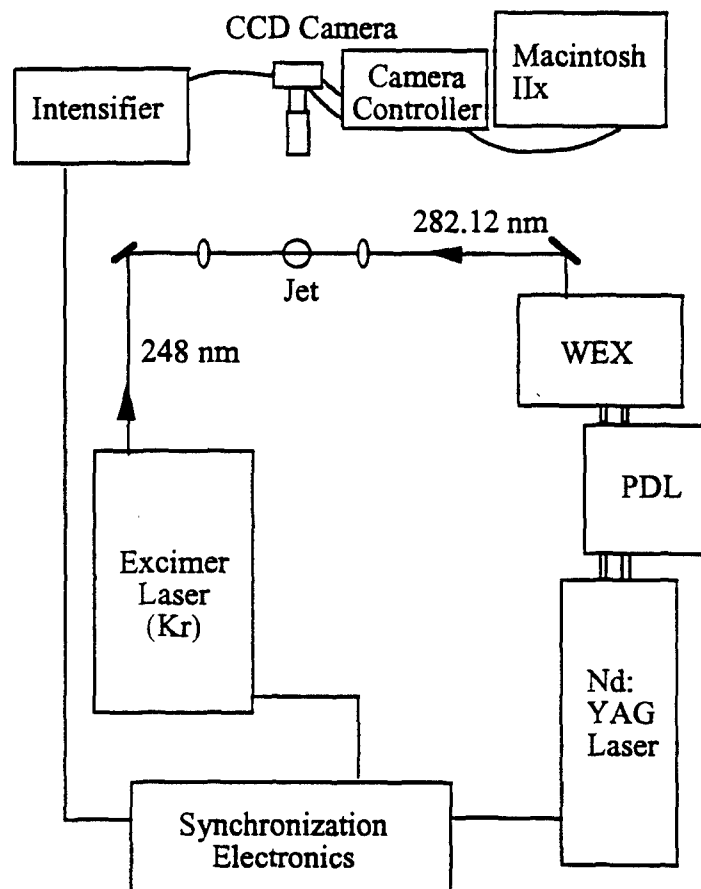 CCD Camera
Intensifier
Camera
Controller
Macintosh
IIx
282.12 nm
Jet
248 nm
WEX
PDL
Excimer
Laser
(Kr)
Nd:
YAG
Laser
Synchronization
Electronics